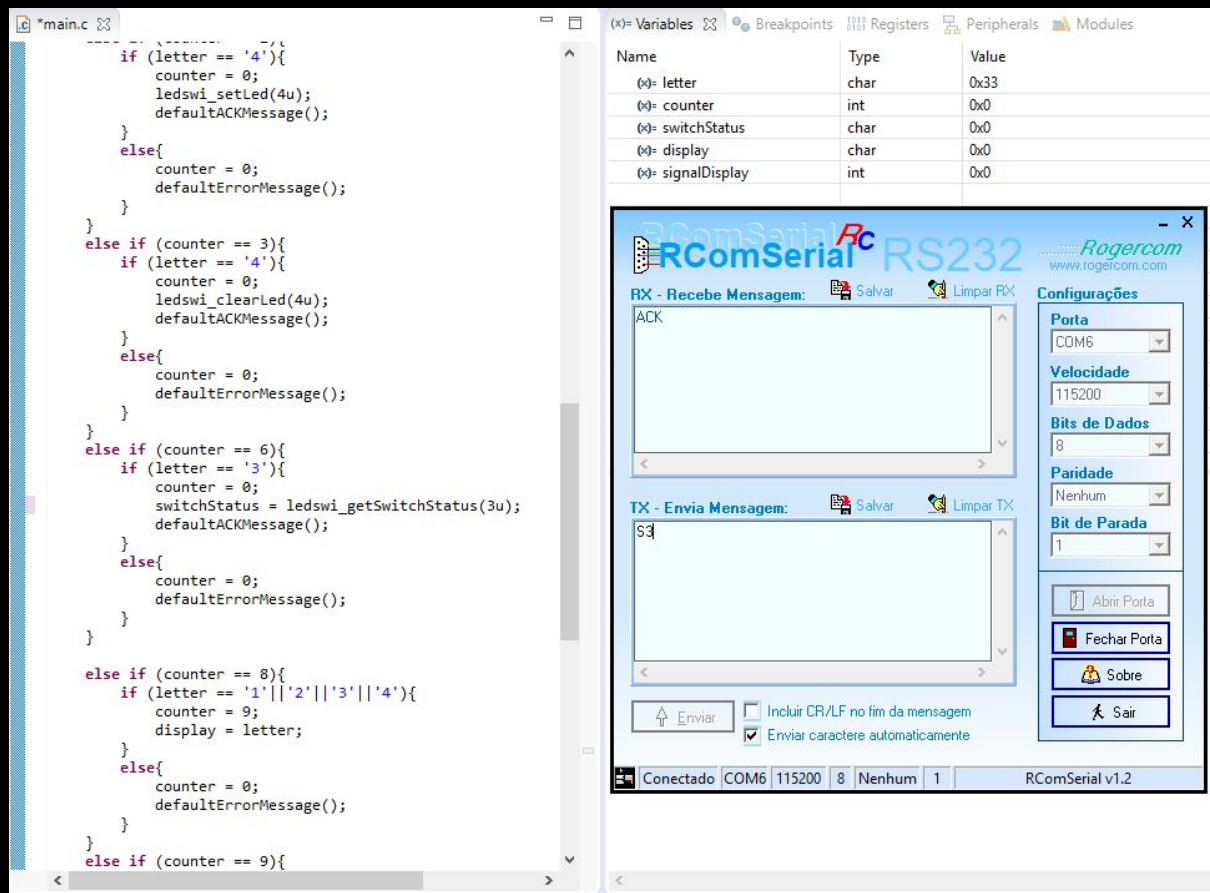 *main.c
if (letter == '4'){
counter = 0;
ledswi_setLed(4u);
defaultACKMessage();
}
else{
counter = 0;
defaultErrorMessage();
}
}
else if (counter == 3){
if (letter == '4'){
counter = 0;
ledswi_clearLed(4u);
defaultACKMessage();
}
else{
counter = 0;
defaultErrorMessage();
}
}
else if (counter == 6){
if (letter == '3'){
counter = 0;
switchStatus = ledswi_getSwitchStatus(3u);
defaultACKMessage();
}
else{
counter = 0;
defaultErrorMessage();
}
}
else if (counter == 8){
if (letter == '1'||'2'||'3'||'4'){
counter = 9;
display = letter;
}
else{
counter = 0;
defaultErrorMessage();
}
}
else if (counter == 9){
(x)= Variables Breakpoints Registers Peripherals Modules
Name Type Value
(x)= letter char 0x33
(x)= counter int 0x0
(x)= switchStatus char 0x0
(x)= display char 0x0
(x)= signalDisplay int 0x0
RComSerial RC RS232
Rogercom
www.rogercom.com
RX - Recebe Mensagem: Salvar Limpar RX
ACK
TX - Envia Mensagem: Salvar Limpar TX
S3
Enviar
Incluir CR/LF no fim da mensagem
Enviar caractere automaticamente
Configurações
Porta
COM6
Velocidade
115200
Bits de Dados
8
Paridade
Nenhum
Bit de Parada
1
Abrir Porta
Fechar Porta
Sobre
Sair
Conectado COM6 115200 8 Nenhum 1 RComSerial v1.2